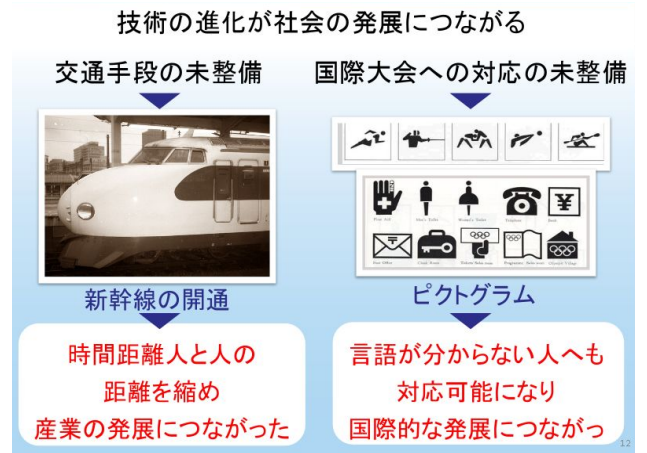 技術の進化が社会の発展につながる
交通手段の未整備
国際大会への対応の未整備
¥
〒
新幹線の開通
ピクトグラム
時間距離人と人の
距離を縮め
産業の発展につながった
言語が分からない人へも
対応可能になり
国際的な発展につながっ
12